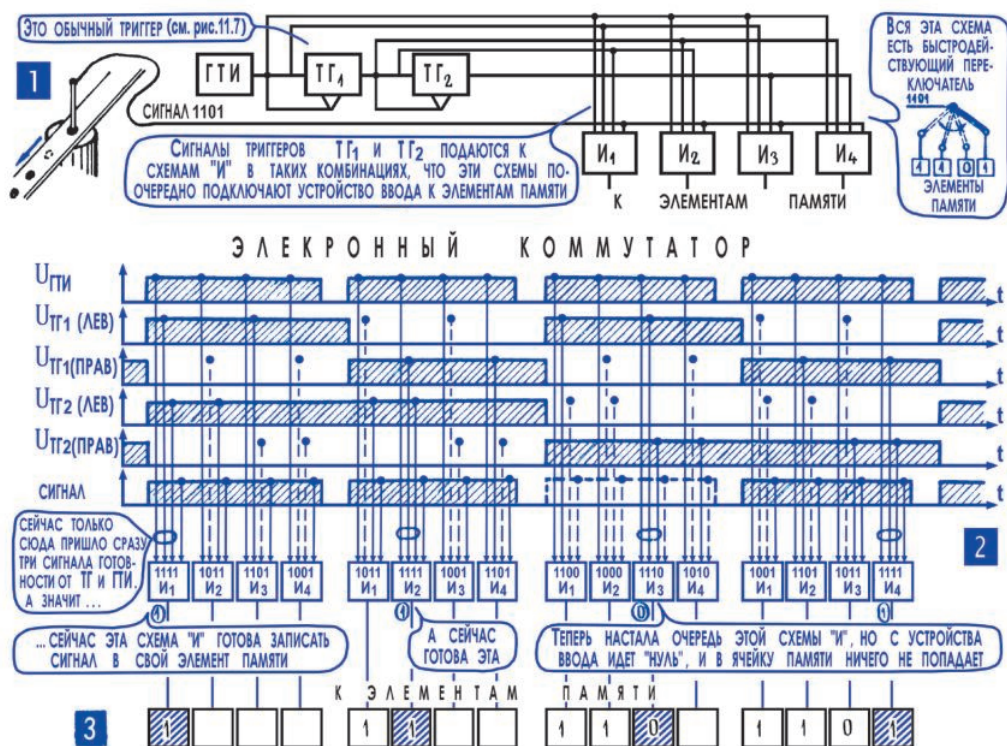 Это обычный триггер (см. рис.11.7)
1
ГТИ
ТГ1
ТГ2
Сигнал 1101
Вся эта схема
есть быстродей-
ствующий пере-
ключатель
1101
1 1 0 1
Элементы
памяти
Сигналы триггеров ТГ1 и ТГ2 подаются к
схемам "И" в таких комбинациях, что эти схемы по-
очередно подключают устройство ввода к элементам памяти
И1 И2 И3 И4
К ЭЛЕМЕНТАМ ПАМЯТИ
ЭЛЕКРОННЫЙ КОММУТАТОР
UГТИ t
UТГ1 (ЛЕВ) t
UТГ1(ПРАВ) t
UТГ2 (ЛЕВ) t
UТГ2(ПРАВ) t
СИГНАЛ t
Сейчас только
сюда пришло сразу
три сигнала готов-
ности от ТГ и ГТИ.
А значит ...
2
1111 1011 1101 1001 1011 1111 1001 1101 1100 1000 1110 1010 1001 1101 1011 1111
И1 И2 И3 И4 И1 И2 И3 И4 И1 И2 И3 И4 И1 И2 И3 И4
1 1 0 1
... Сейчас эта схема "И" готова записать
сигнал в свой элемент памяти
А сейчас
готова эта
Теперь настала очередь этой схемы "И", но с устройства
ввода идет "нуль", и в ячейку памяти ничего не попадает
К ЭЛЕМЕНТАМ ПАМЯТИ
3
1 1 1 1 1 0 1 1 0 1